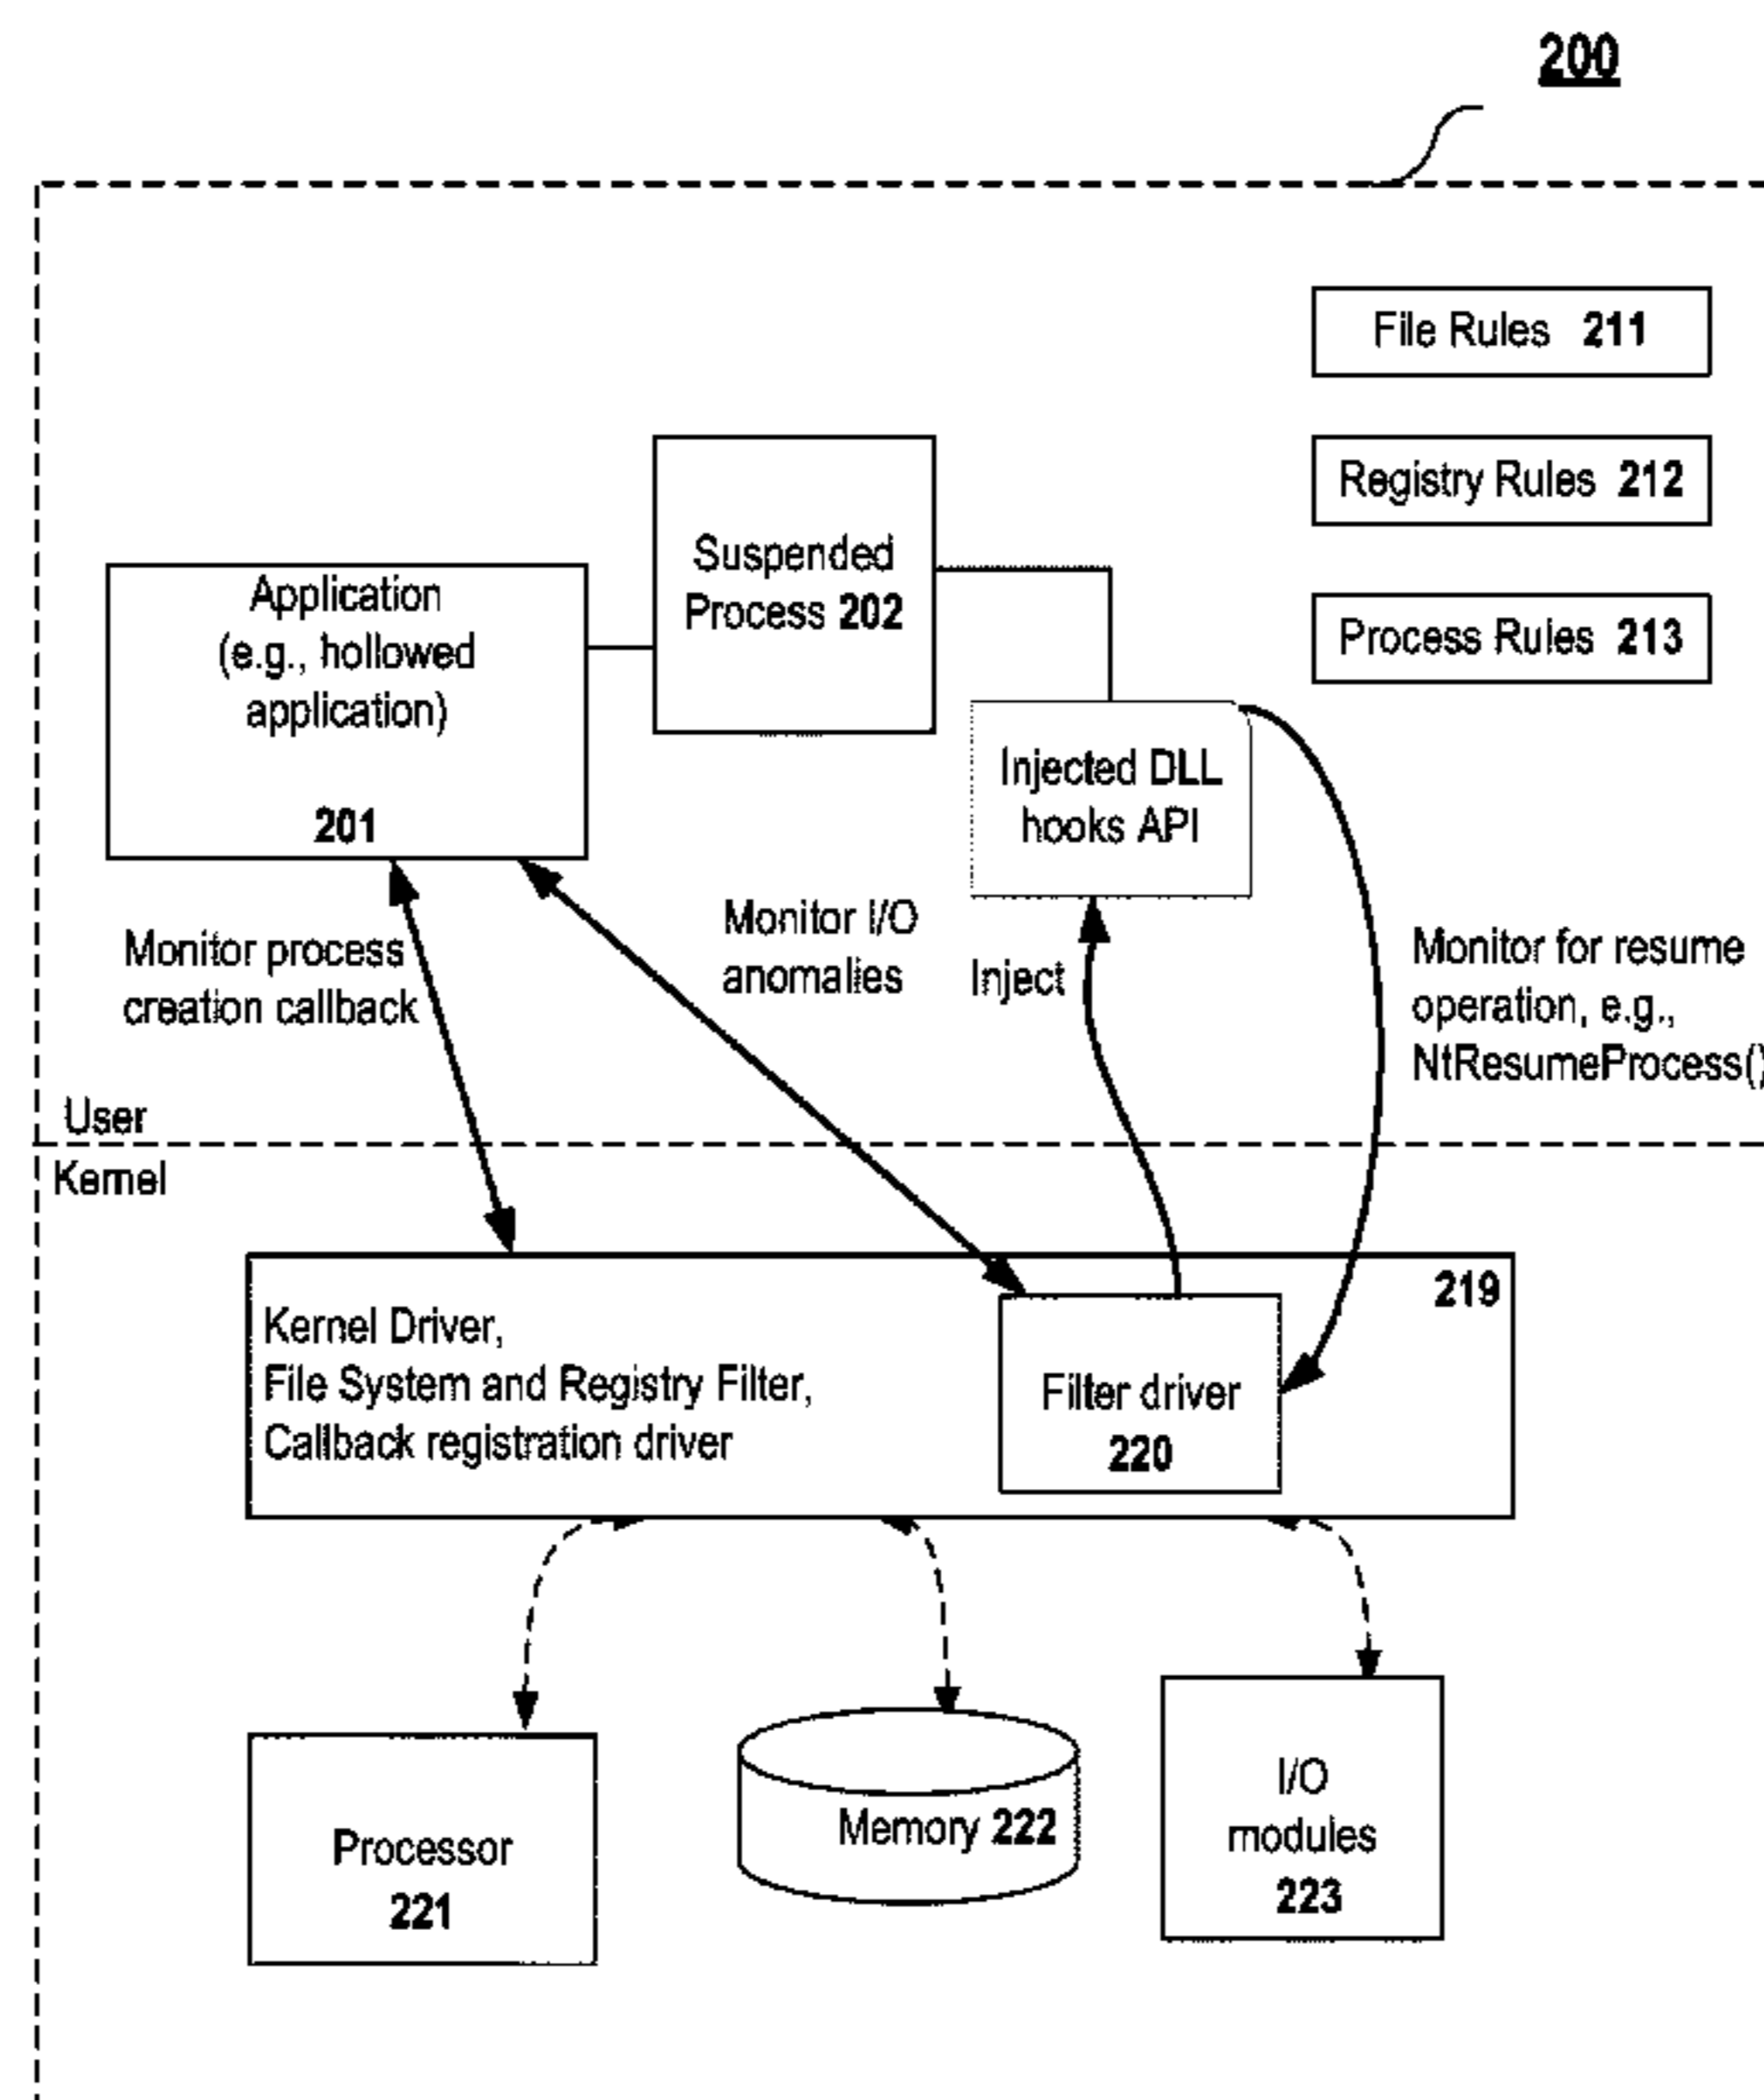 200
File Rules 211
Registry Rules 212
Process Rules 213
Suspended
Process 202
Application
(e.g., hollowed
application)
201
Injected DLL
hooks API
Monitor process
creation callback
Monitor I/O
anomalies
Inject
Monitor for resume
operation, e.g.,
NtResumeProcess()
User
Kernel
219
Kernel Driver,
File System and Registry Filter,
Callback registration driver
Filter driver
220
Processor
221
Memory 222
I/O
modules
223